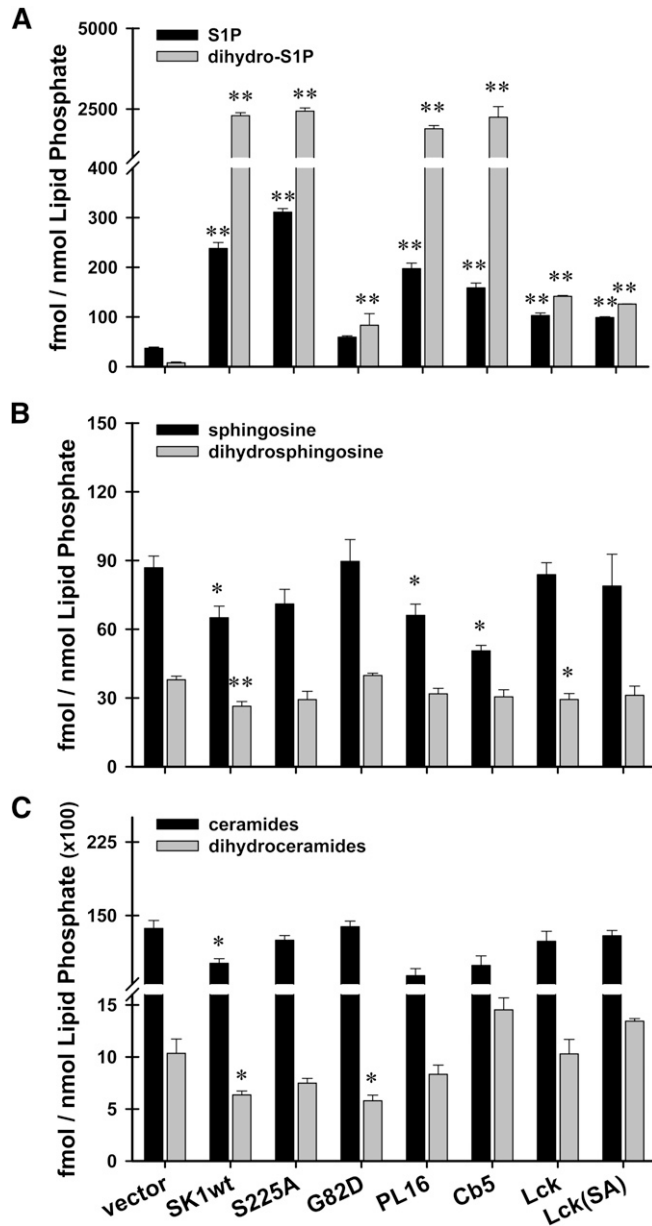 A
S1P
dihydro-S1P
fmol / nmol Lipid Phosphate
5000
2500
400
300
200
100
0
** ** ** ** ** ** ** ** ** ** ** ** **
B
sphingosine
dihydrosphingosine
fmol / nmol Lipid Phosphate
150
120
90
60
30
0
* ** * * *
C
ceramides
dihydroceramides
fmol / nmol Lipid Phosphate (x100)
225
150
15
10
5
0
* * *
vector SK1wt S225A G82D PL16 Cb5 Lck Lck(SA)